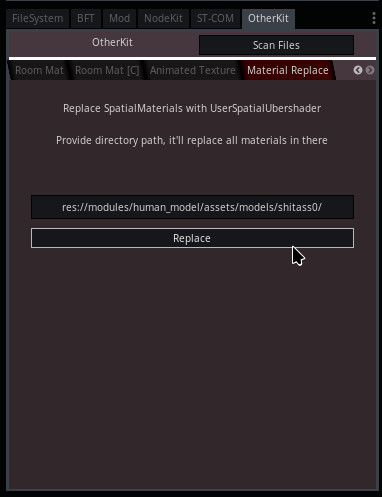 FileSystem BFT Mod NodeKit ST-COM OtherKit
OtherKit Scan Files
Room Mat Room Mat [C] Animated Texture Material Replace
Replace SpatialMaterials with UserSpatialUbershader
Provide directory path, it'll replace all materials in there
res://modules/human_model/assets/models/shitass0/
Replace